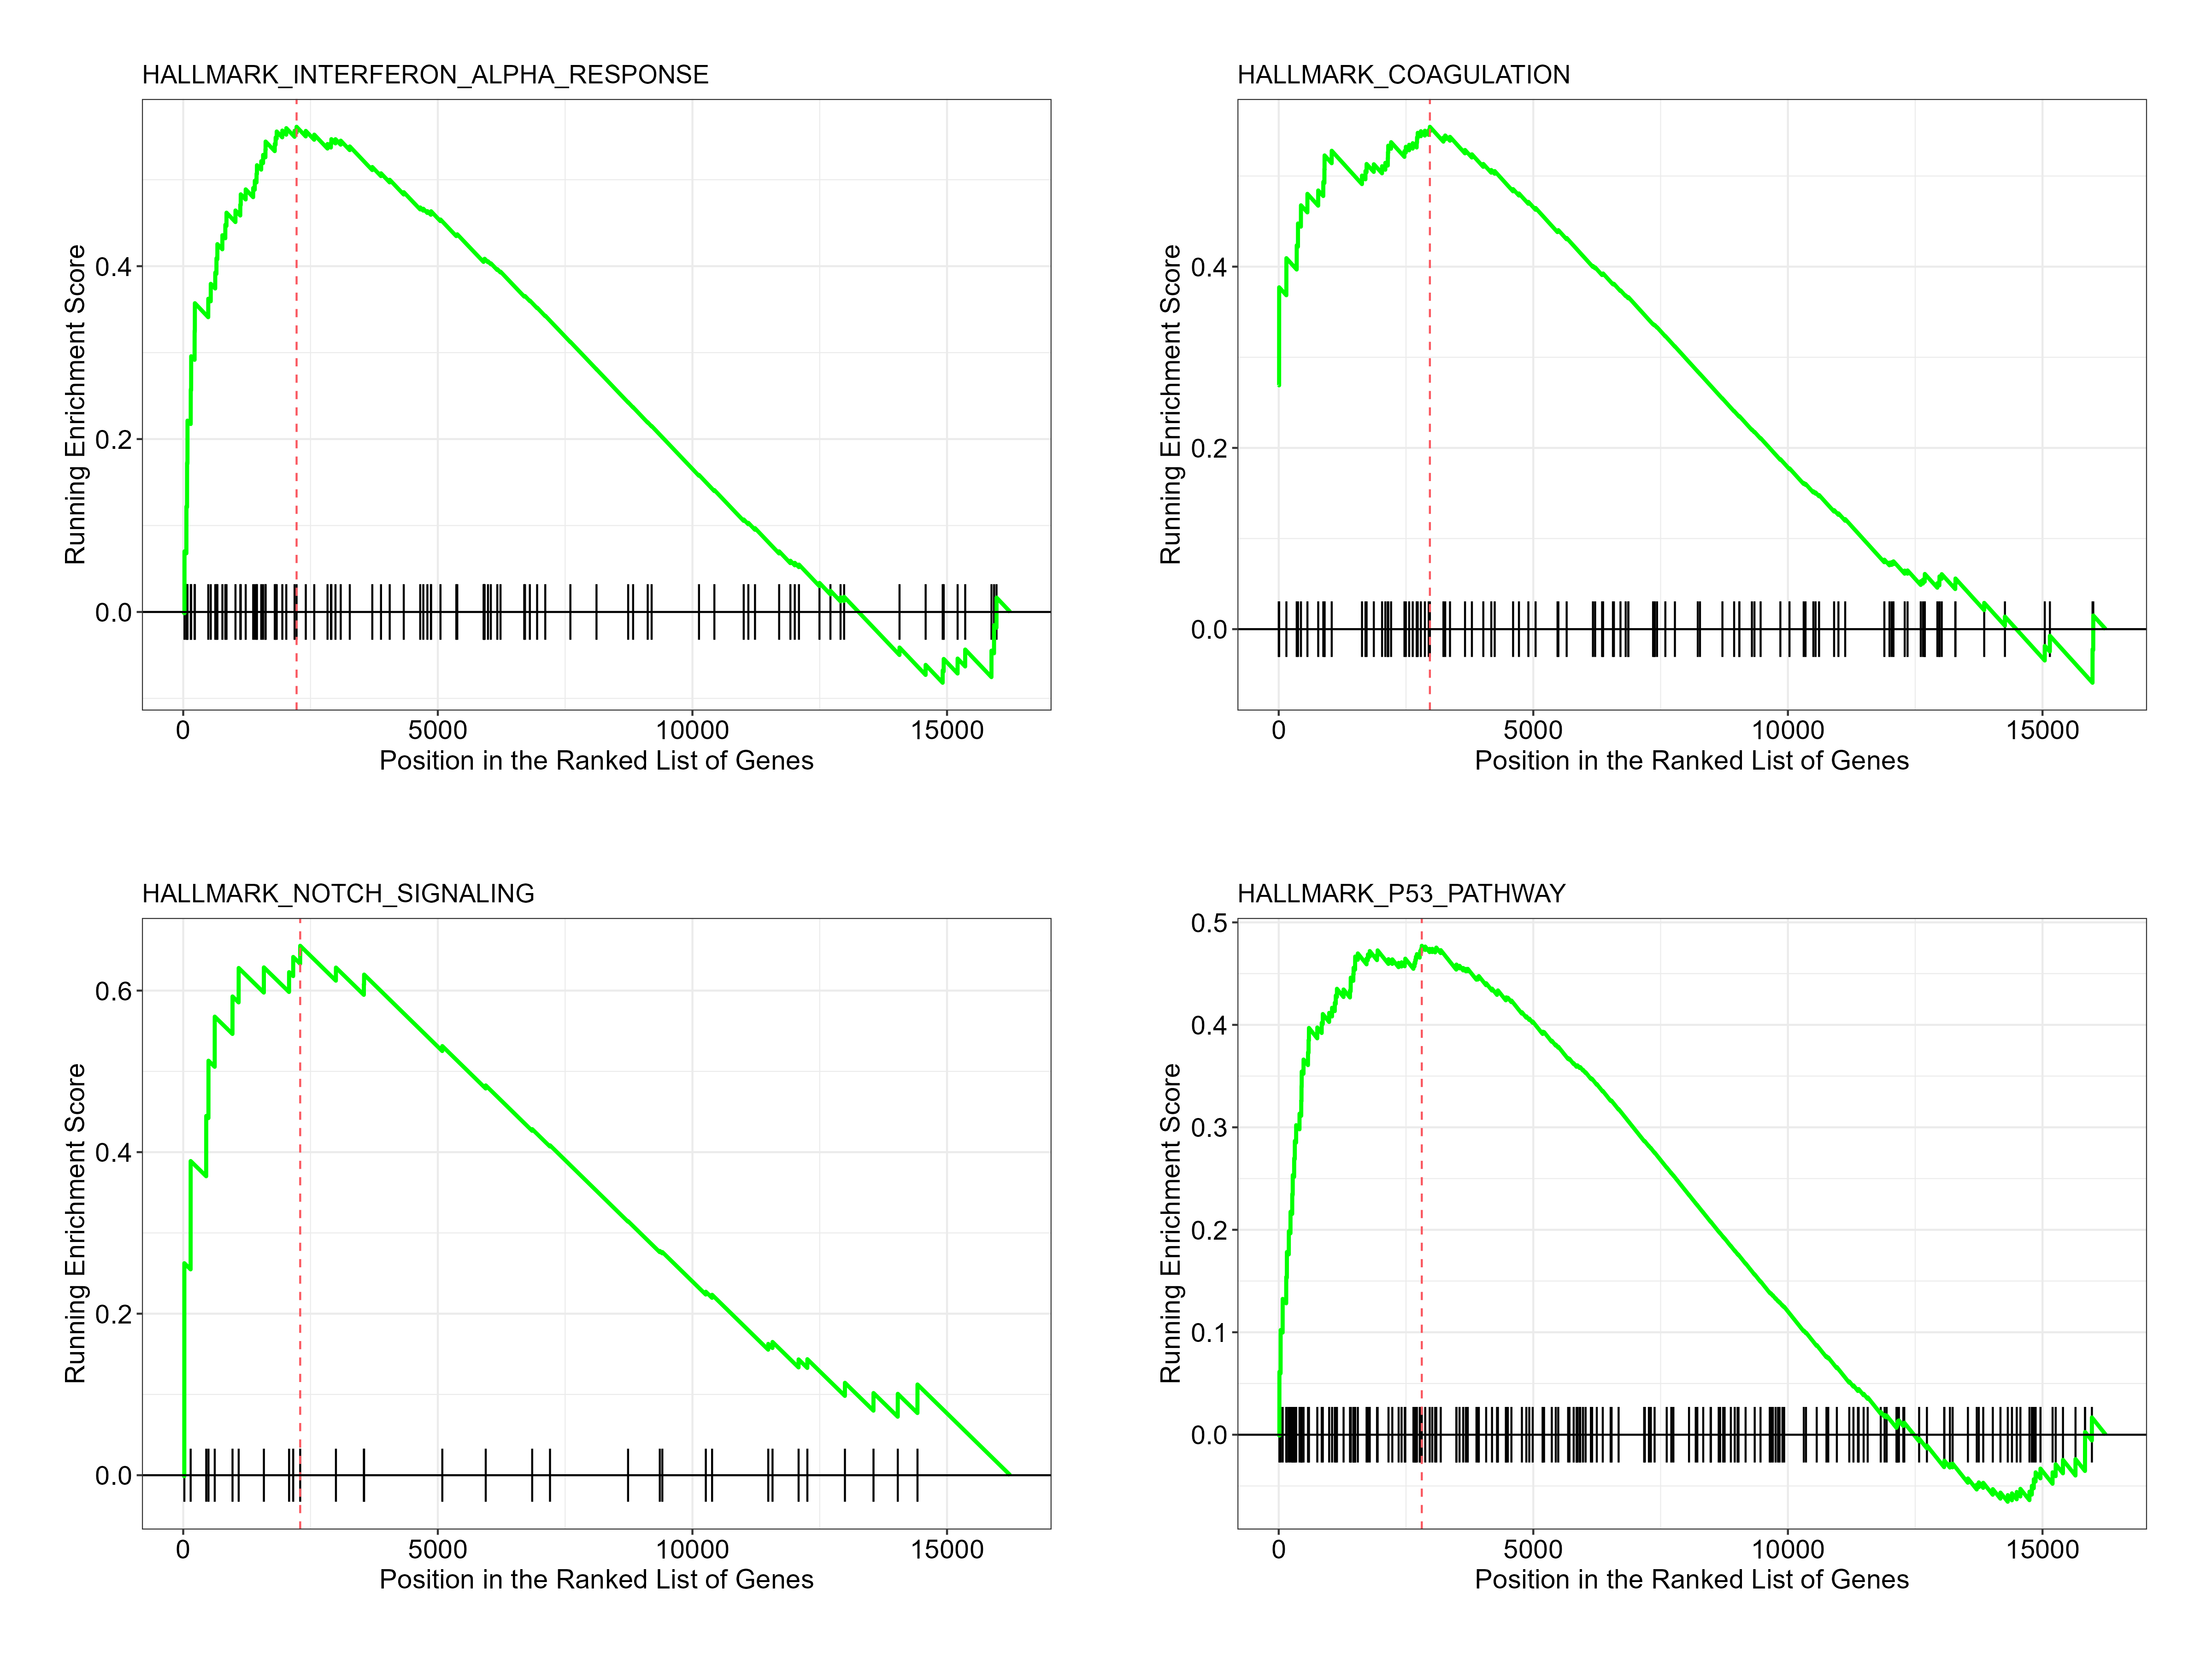 HALLMARK_INTERFERON_ALPHA_RESPONSE
Running Enrichment Score
0.4
0.2
0.0
0 5000 10000 15000
Position in the Ranked List of Genes
HALLMARK_COAGULATION
Running Enrichment Score
0.4
0.2
0.0
0 5000 10000 15000
Position in the Ranked List of Genes
HALLMARK_NOTCH_SIGNALING
Running Enrichment Score
0.6
0.4
0.2
0.0
0 5000 10000 15000
Position in the Ranked List of Genes
HALLMARK_P53_PATHWAY
Running Enrichment Score
0.5
0.4
0.3
0.2
0.1
0.0
0 5000 10000 15000
Position in the Ranked List of Genes